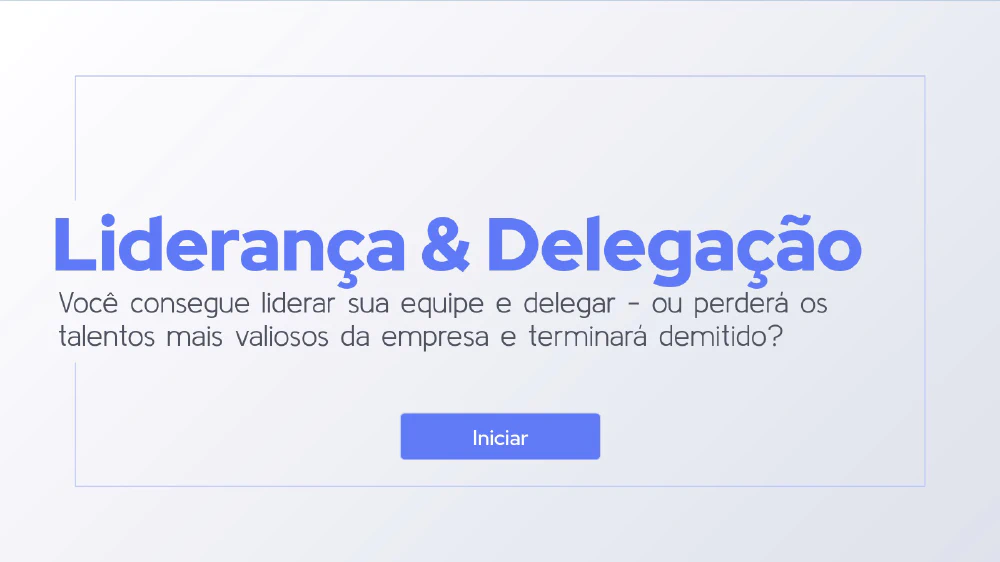 Liderança & Delegação
Você consegue liderar sua equipe e delegar - ou perderá os
talentos mais valiosos da empresa e terminará demitido?
Iniciar